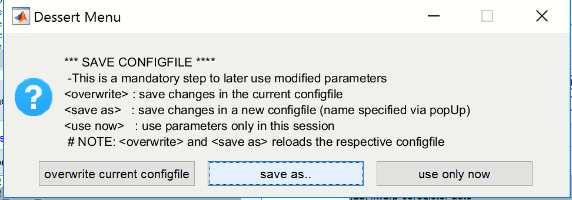 Dessert Menu
*** SAVE CONFIGFILE ****
-This is a mandatory step to later use modified parameters
<overwrite> : save changes in the current configfile
<save as> : save changes in a new configfile (name specified via popUp)
<use now> : use parameters only in this session
# NOTE: <overwrite> and <save as> reloads the respective configfile
overwrite current configfile
save as..
use only now